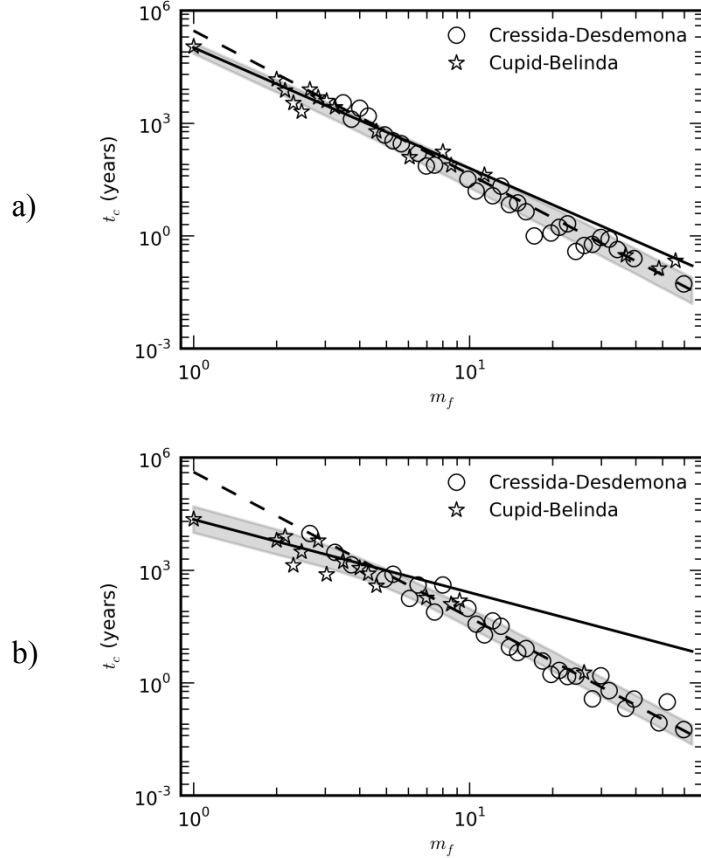 a)
10^6
10^3
10^0
10^-3
t_c (years)
Cressida-Desdemona
Cupid-Belinda
10^0
10^1
m_f
b)
10^6
10^3
10^0
10^-3
t_c (years)
Cressida-Desdemona
Cupid-Belinda
10^0
10^1
m_f